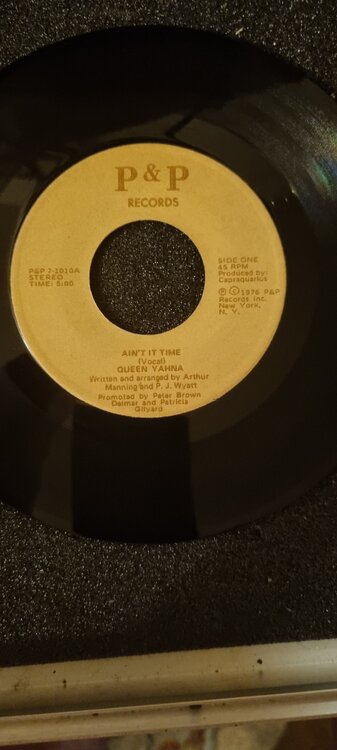 P & P
RECORDS
P&P 7-1010A
STEREO
TIME: 5:00
SIDE ONE
45 RPM
Produced by:
Capraquarius
Ⓟ Ⓒ 1976 P&P
Records Inc.
New York,
N. Y.
AIN'T IT TIME
(Vocal)
QUEEN YAHNA
Written and arranged by Arthur
Manning and P. J. Wyatt
Promoted by Peter Brown
Delmar and Patricia
Gilyard